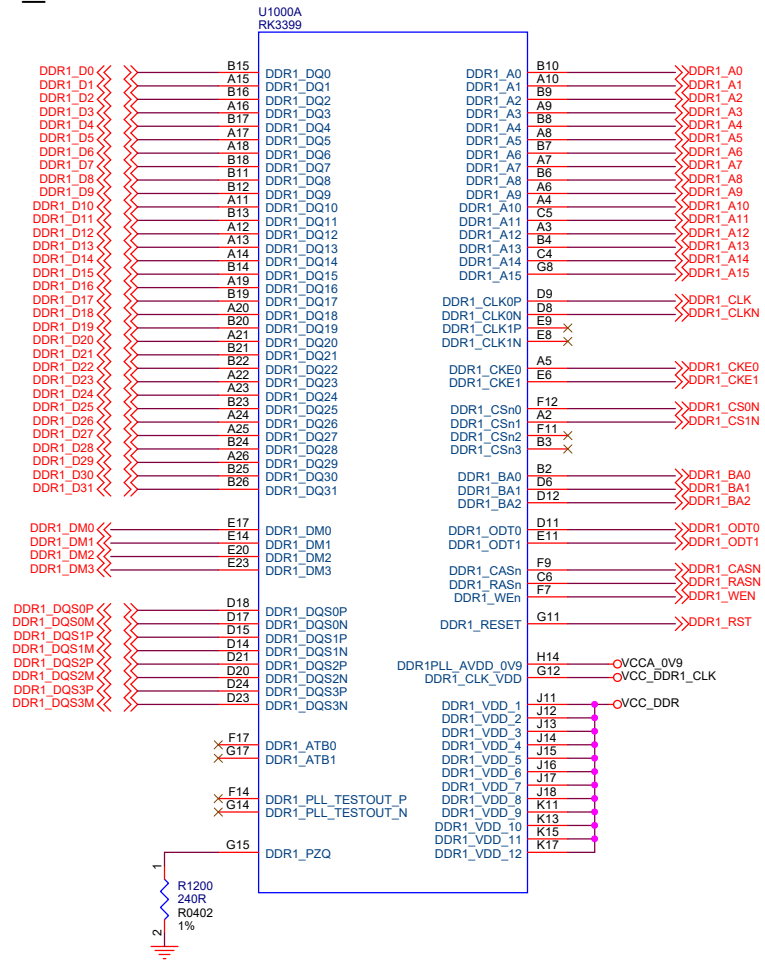 U1000A
RK3399
DDR1_D0 B15 DDR1_DQ0 DDR1_A0 B10 DDR1_A0
DDR1_D1 A15 DDR1_DQ1 DDR1_A1 A10 DDR1_A1
DDR1_D2 B16 DDR1_DQ2 DDR1_A2 B9 DDR1_A2
DDR1_D3 A16 DDR1_DQ3 DDR1_A3 A9 DDR1_A3
DDR1_D4 B17 DDR1_DQ4 DDR1_A4 B8 DDR1_A4
DDR1_D5 A17 DDR1_DQ5 DDR1_A5 A8 DDR1_A5
DDR1_D6 A18 DDR1_DQ6 DDR1_A6 B7 DDR1_A6
DDR1_D7 B18 DDR1_DQ7 DDR1_A7 A7 DDR1_A7
DDR1_D8 B11 DDR1_DQ8 DDR1_A8 B6 DDR1_A8
DDR1_D9 B12 DDR1_DQ9 DDR1_A9 A6 DDR1_A9
DDR1_D10 A11 DDR1_DQ10 DDR1_A10 A4 DDR1_A10
DDR1_D11 B13 DDR1_DQ11 DDR1_A11 C5 DDR1_A11
DDR1_D12 A12 DDR1_DQ12 DDR1_A12 A3 DDR1_A12
DDR1_D13 A13 DDR1_DQ13 DDR1_A13 B4 DDR1_A13
DDR1_D14 A14 DDR1_DQ14 DDR1_A14 C4 DDR1_A14
DDR1_D15 B14 DDR1_DQ15 DDR1_A15 G8 DDR1_A15
DDR1_D16 A19 DDR1_DQ16
DDR1_D17 B19 DDR1_DQ17 DDR1_CLK0P D9 DDR1_CLK
DDR1_D18 A20 DDR1_DQ18 DDR1_CLK0N D8 DDR1_CLKN
DDR1_D19 B20 DDR1_DQ19 DDR1_CLK1P E9
DDR1_D20 A21 DDR1_DQ20 DDR1_CLK1N E8
DDR1_D21 B21 DDR1_DQ21
DDR1_D22 B22 DDR1_DQ22 DDR1_CKE0 A5 DDR1_CKE0
DDR1_D23 A22 DDR1_DQ23 DDR1_CKE1 E6 DDR1_CKE1
DDR1_D24 A23 DDR1_DQ24
DDR1_D25 B23 DDR1_DQ25 DDR1_CSn0 F12 DDR1_CS0N
DDR1_D26 A24 DDR1_DQ26 DDR1_CSn1 A2 DDR1_CS1N
DDR1_D27 A25 DDR1_DQ27 DDR1_CSn2 F11
DDR1_D28 B24 DDR1_DQ28 DDR1_CSn3 B3
DDR1_D29 A26 DDR1_DQ29
DDR1_D30 B25 DDR1_DQ30 DDR1_BA0 B2 DDR1_BA0
DDR1_D31 B26 DDR1_DQ31 DDR1_BA1 D6 DDR1_BA1
DDR1_BA2 D12 DDR1_BA2
DDR1_DM0 E17 DDR1_DM0 DDR1_ODT0 D11 DDR1_ODT0
DDR1_DM1 E14 DDR1_DM1 DDR1_ODT1 E11 DDR1_ODT1
DDR1_DM2 E20 DDR1_DM2
DDR1_DM3 E23 DDR1_DM3 DDR1_CASn F9 DDR1_CASN
DDR1_RASn C6 DDR1_RASN
DDR1_WEn F7 DDR1_WEN
DDR1_DQS0P D18 DDR1_DQS0P
DDR1_DQS0M D17 DDR1_DQS0N DDR1_RESET G11 DDR1_RST
DDR1_DQS1P D15 DDR1_DQS1P
DDR1_DQS1M D14 DDR1_DQS1N
DDR1_DQS2P D21 DDR1_DQS2P DDR1PLL_AVDD_0V9 H14 VCCA_0V9
DDR1_DQS2M D20 DDR1_DQS2N DDR1_CLK_VDD G12 VCC_DDR1_CLK
DDR1_DQS3P D24 DDR1_DQS3P
DDR1_DQS3M D23 DDR1_DQS3N DDR1_VDD_1 J11 VCC_DDR
DDR1_VDD_2 J12
DDR1_VDD_3 J13
F17 DDR1_ATB0 DDR1_VDD_4 J14
G17 DDR1_ATB1 DDR1_VDD_5 J15
DDR1_VDD_6 J16
DDR1_VDD_7 J17
F14 DDR1_PLL_TESTOUT_P DDR1_VDD_8 J18
G14 DDR1_PLL_TESTOUT_N DDR1_VDD_9 K11
DDR1_VDD_10 K13
DDR1_VDD_11 K15
G15 DDR1_PZQ DDR1_VDD_12 K17
1
R1200
240R
R0402
1%
2